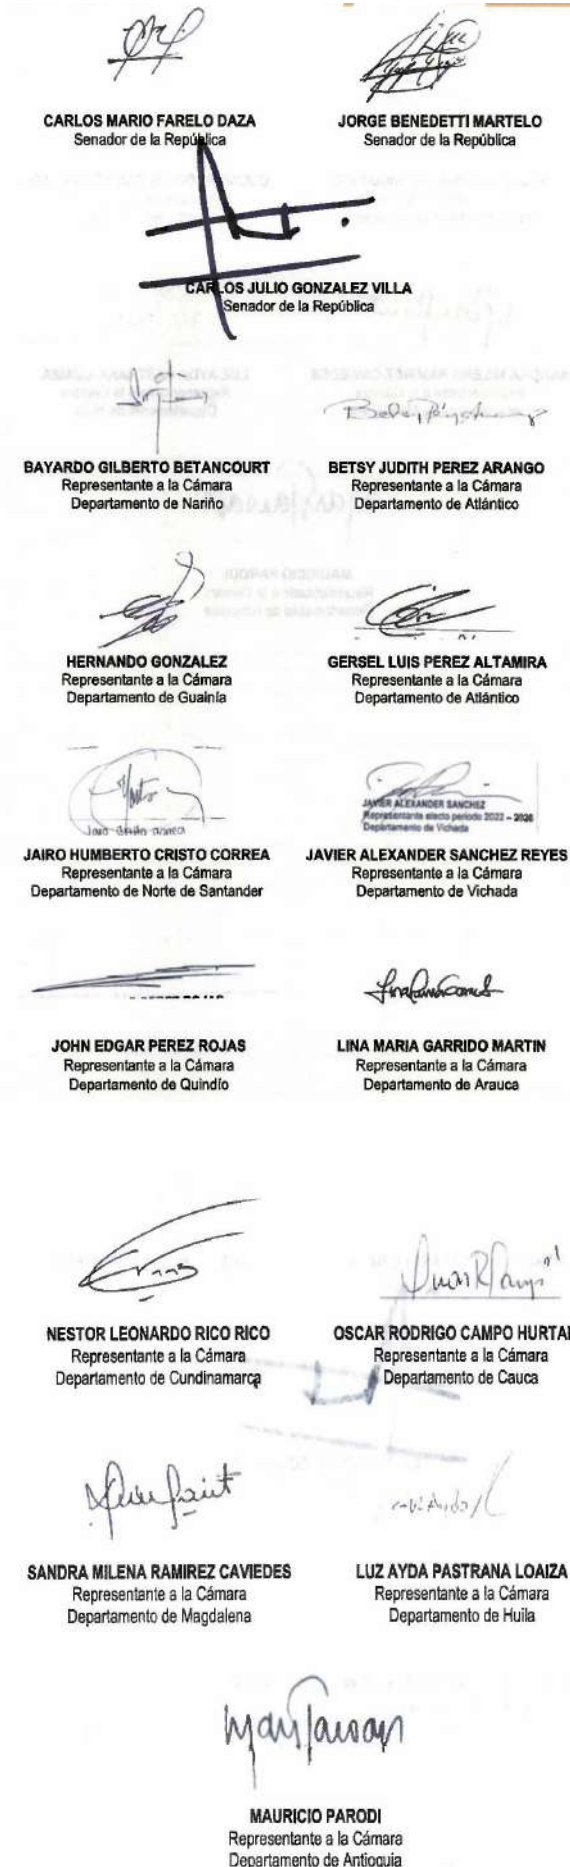 CARLOS MARIO FARELO DAZA
Senador de la República
JORGE BENEDETTI MARTELO
Senador de la República
CARLOS JULIO GONZALEZ VILLA
Senador de la República
BAYARDO GILBERTO BETANCOURT
Representante a la Cámara
Departamento de Nariño
BETSY JUDITH PEREZ ARANGO
Representante a la Cámara
Departamento de Atlántico
HERNANDO GONZALEZ
Representante a la Cámara
Departamento de Guainía
GERSEL LUIS PEREZ ALTAMIRA
Representante a la Cámara
Departamento de Atlántico
JAIRO HUMBERTO CRISTO CORREA
Representante a la Cámara
Departamento de Norte de Santander
JAVIER ALEXANDER SANCHEZ
Representante electo periodo 2022 – 2026
Departamento de Vichada
JAVIER ALEXANDER SANCHEZ REYES
Representante a la Cámara
Departamento de Vichada
JOHN EDGAR PEREZ ROJAS
Representante a la Cámara
Departamento de Quindío
LINA MARIA GARRIDO MARTIN
Representante a la Cámara
Departamento de Arauca
NESTOR LEONARDO RICO RICO
Representante a la Cámara
Departamento de Cundinamarca
OSCAR RODRIGO CAMPO
Representante a la Cámara
Departamento de Cauca
SANDRA MILENA RAMIREZ CAVIEDES
Representante a la Cámara
Departamento de Magdalena
LUZ AYDA PASTRANA LOAIZA
Representante a la Cámara
Departamento de Huila
MAURICIO PARODI
Representante a la Cámara
Departamento de Antioquia